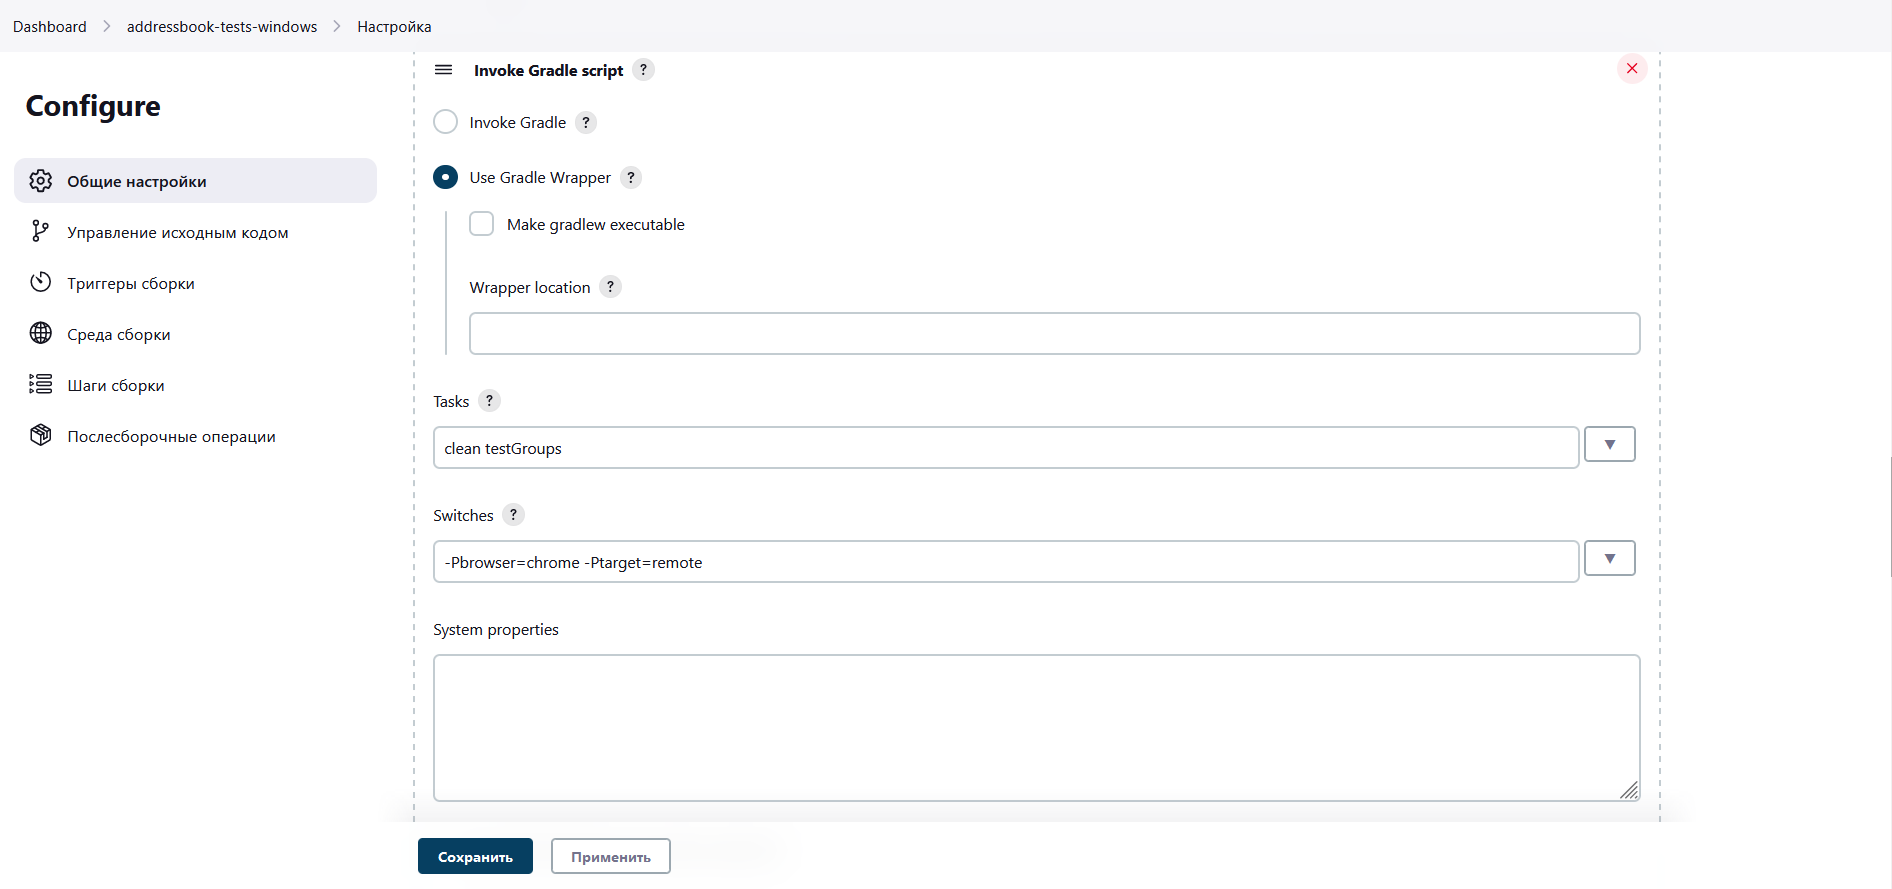 Dashboard
addressbook-tests-windows
Настройка
Configure
Общие настройки
Управление исходным кодом
Триггеры сборки
Среда сборки
Шаги сборки
Послесборочные операции
Invoke Gradle script ?
Invoke Gradle ?
Use Gradle Wrapper ?
Make gradlew executable
Wrapper location ?
Tasks ?
clean testGroups
Switches ?
-Pbrowser=chrome -Ptarget=remote
System properties
Сохранить
Применить